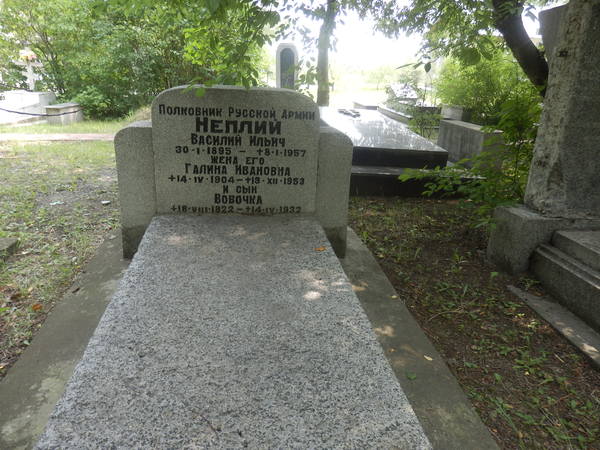 Полковник Русской Армии
НЕПЛИЙ
Василий Ильич
30·I·1895 - +8·I·1957
ЖЕНА ЕГО
Галина Ивановна
+14·IV·1904 - +13·XII·1953
И СЫН
Вовочка
+18·VIII·1922 - +14·IV·1932